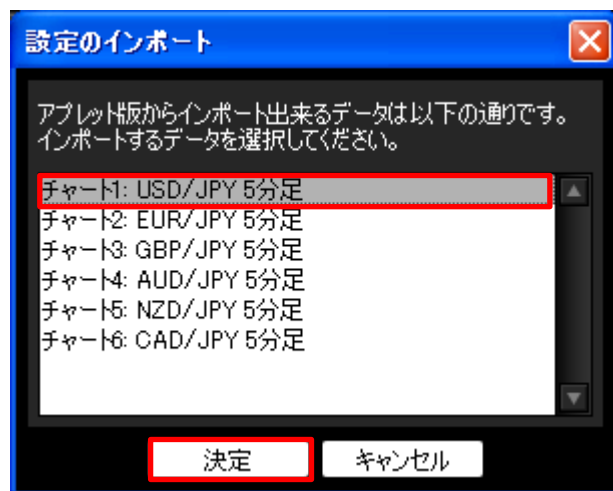 設定のインポート
アプレット版からインポート出来るデータは以下の通りです。
インポートするデータを選択してください。
チャート1: USD/JPY 5分足
チャート2: EUR/JPY 5分足
チャート3: GBP/JPY 5分足
チャート4: AUD/JPY 5分足
チャート5: NZD/JPY 5分足
チャート6: CAD/JPY 5分足
決定
キャンセル